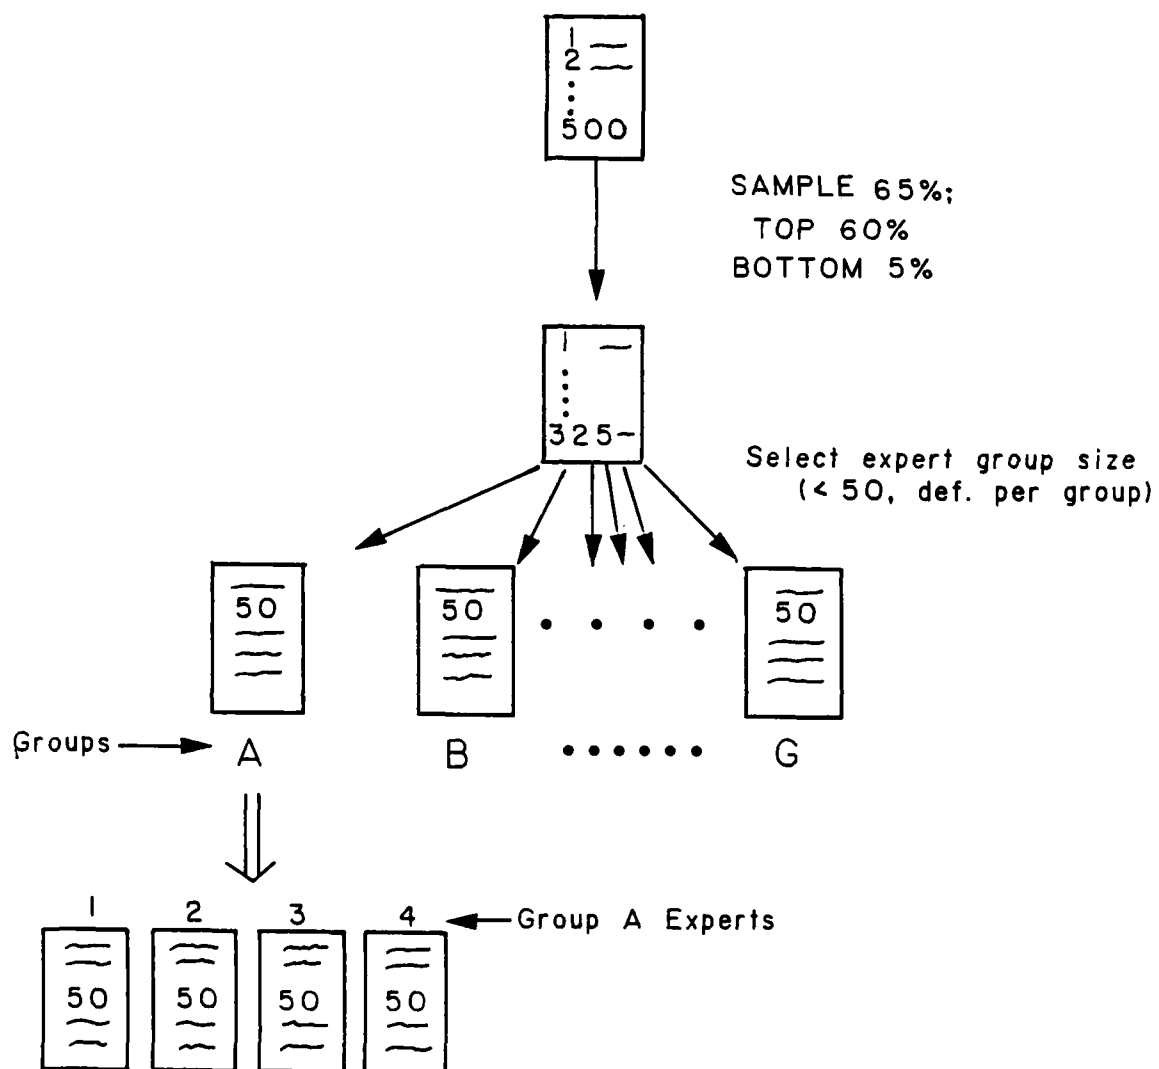 1
2
500
SAMPLE 65%;
TOP 60%
BOTTOM 5%
1
325-
Select expert group size
(< 50, def. per group)
50
50
50
Groups
A
B
G
1
2
3
4
Group A Experts
50
50
50
50